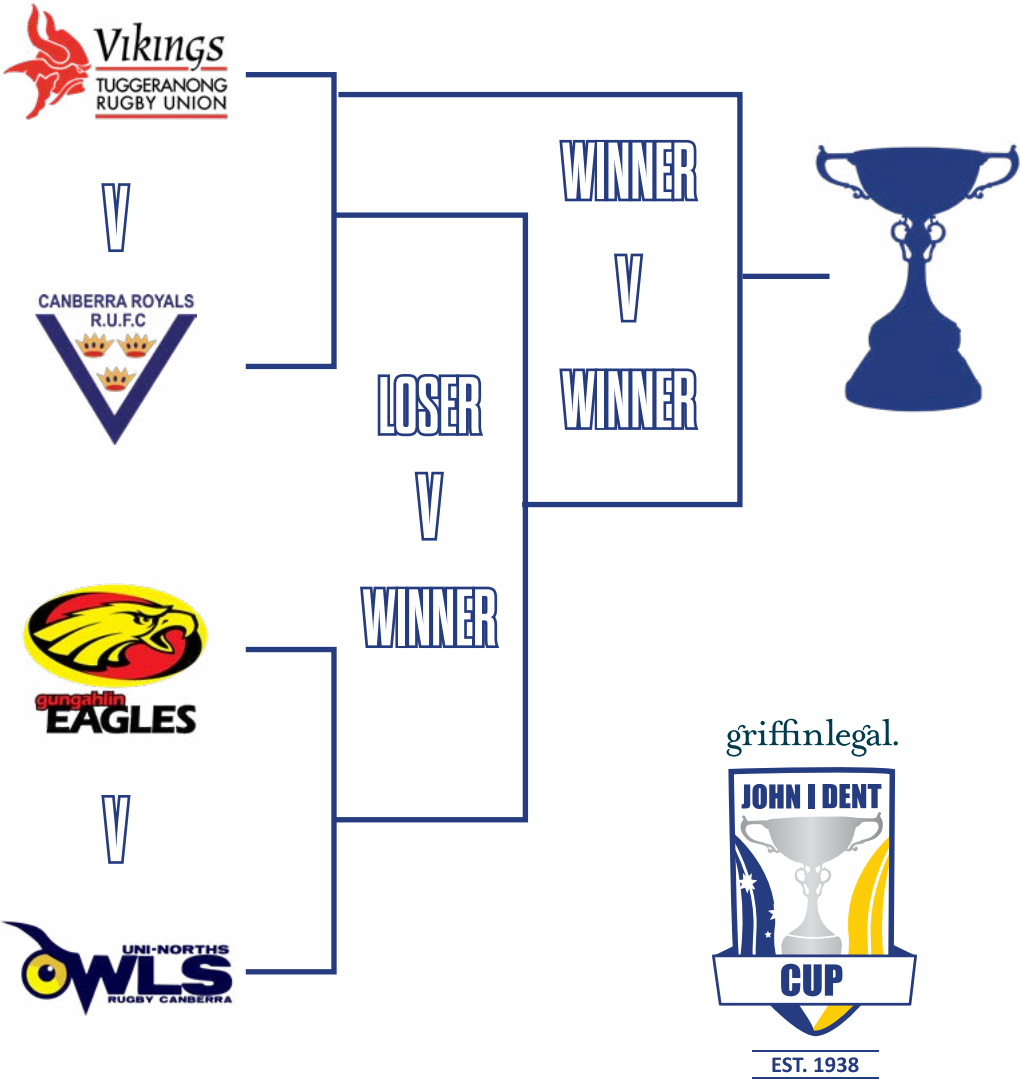 Vikings
TUGGERANONG
RUGBY UNION
V
CANBERRA ROYALS
R.U.F.C
WINNER
V
WINNER
LOSER
V
WINNER
gungahlin
EAGLES
V
UNI-NORTHS
OWLS
RUGBY CANBERRA
griffinlegal.
JOHN I DENT
CUP
EST. 1938